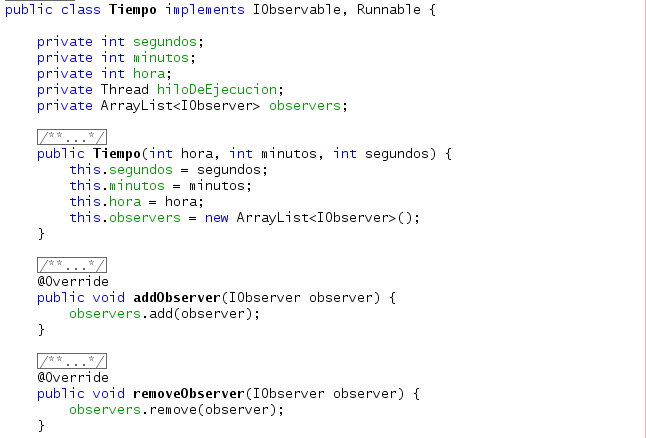 public class Tiempo implements IObservable, Runnable {
private int segundos;
private int minutos;
private int hora;
private Thread hiloDeEjecucion;
private ArrayList<IObserver> observers;
/**...*/
public Tiempo(int hora, int minutos, int segundos) {
this.segundos = segundos;
this.minutos = minutos;
this.hora = hora;
this.observers = new ArrayList<IObserver>();
}
/**...*/
@Override
public void addObserver(IObserver observer) {
observers.add(observer);
}
/**...*/
@Override
public void removeObserver(IObserver observer) {
observers.remove(observer);
}